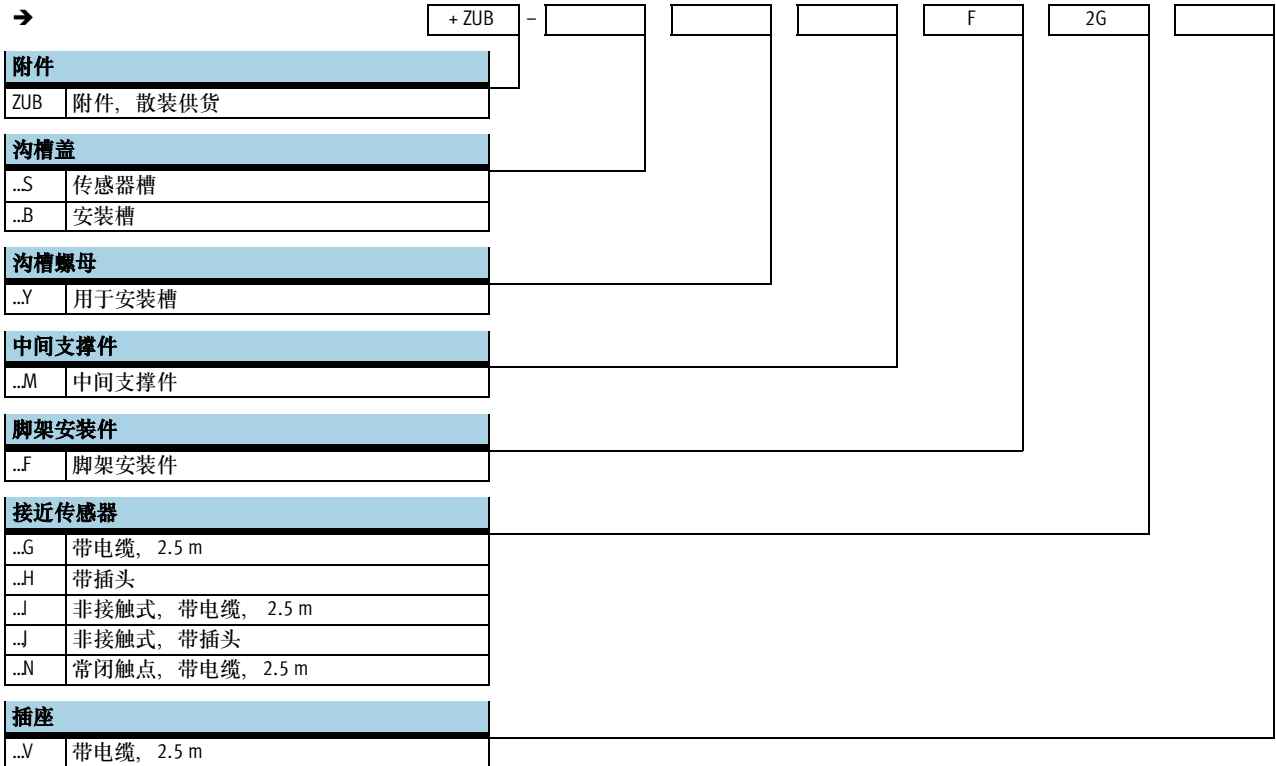 ➔ + ZUB – F 2G
附件
ZUB 附件，散装供货
沟槽盖
...S 传感器槽
...B 安装槽
沟槽螺母
...Y 用于安装槽
中间支撑件
...M 中间支撑件
脚架安装件
...F 脚架安装件
接近传感器
...G 带电缆，2.5 m
...H 带插头
...I 非接触式，带电缆， 2.5 m
...J 非接触式，带插头
...N 常闭触点，带电缆，2.5 m
插座
...V 带电缆，2.5 m